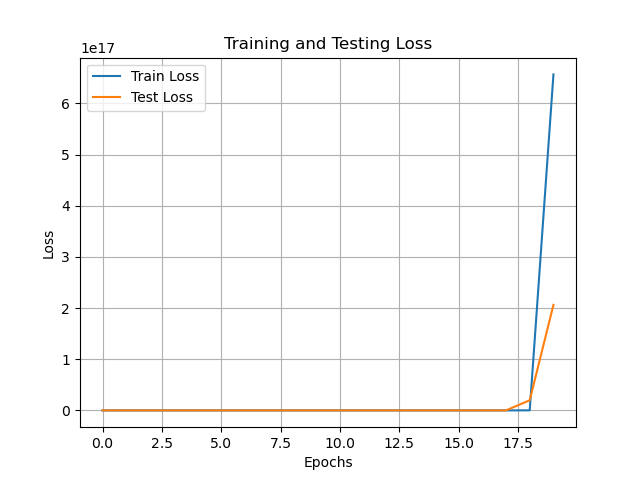 Training and Testing Loss
1e17
Train Loss
Test Loss
6
5
4
3
2
1
0
Loss
0.0 2.5 5.0 7.5 10.0 12.5 15.0 17.5
Epochs